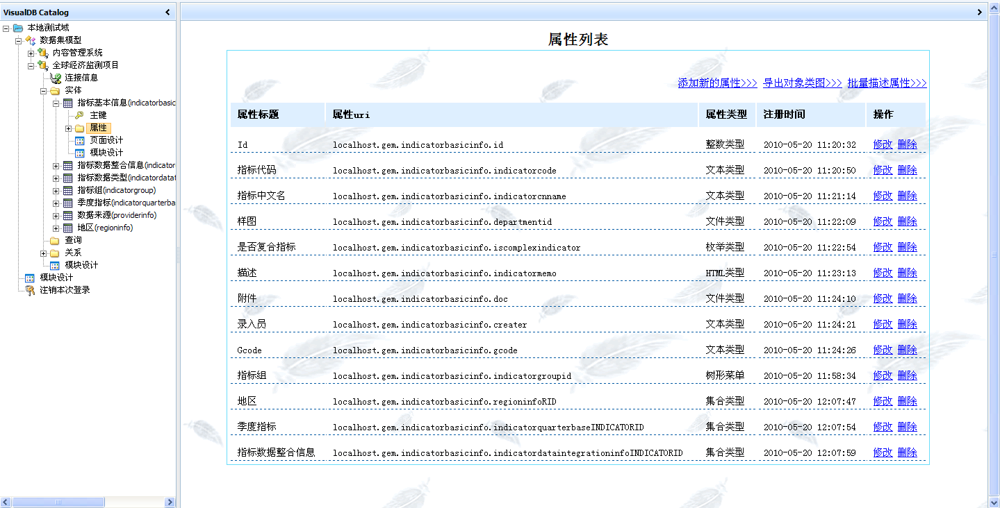 VisualDB Catalog
本地测试域
数据集模型
内容管理系统
全球经济监测项目
连接信息
实体
指标基本信息(indicatorbasic
主键
属性
页面设计
模块设计
指标数据整合信息(indicator
指标数据类型(indicatordatat
指标组(indicatorgroup)
季度指标(indicatorquarterba
数据来源(providerinfo)
地区(regioninfo)
查询
关系
模块设计
模块设计
注销本次登录
属性列表
添加新的属性>>> 导出对象类图>>> 批量描述属性>>>
属性标题 属性uri 属性类型 注册时间 操作
Id localhost.gem.indicatorbasicinfo.id 整数类型 2010-05-20 11:20:32 修改 删除
指标代码 localhost.gem.indicatorbasicinfo.indicatorcode 文本类型 2010-05-20 11:20:50 修改 删除
指标中文名 localhost.gem.indicatorbasicinfo.indicatorcnname 文本类型 2010-05-20 11:21:14 修改 删除
样图 localhost.gem.indicatorbasicinfo.departmentid 文件类型 2010-05-20 11:22:09 修改 删除
是否复合指标 localhost.gem.indicatorbasicinfo.iscomplexindicator 枚举类型 2010-05-20 11:22:54 修改 删除
描述 localhost.gem.indicatorbasicinfo.indicatormemo HTML类型 2010-05-20 11:23:13 修改 删除
附件 localhost.gem.indicatorbasicinfo.doc 文件类型 2010-05-20 11:24:10 修改 删除
录入员 localhost.gem.indicatorbasicinfo.creater 文本类型 2010-05-20 11:24:21 修改 删除
Gcode localhost.gem.indicatorbasicinfo.gcode 文本类型 2010-05-20 11:24:26 修改 删除
指标组 localhost.gem.indicatorbasicinfo.indicatorgroupid 树形菜单 2010-05-20 11:58:34 修改 删除
地区 localhost.gem.indicatorbasicinfo.regioninfoRID 集合类型 2010-05-20 12:07:47 修改 删除
季度指标 localhost.gem.indicatorbasicinfo.indicatorquarterbaseINDICATORID 集合类型 2010-05-20 12:07:54 修改 删除
指标数据整合信息 localhost.gem.indicatorbasicinfo.indicatordataintegrationinfoINDICATORID 集合类型 2010-05-20 12:07:59 修改 删除